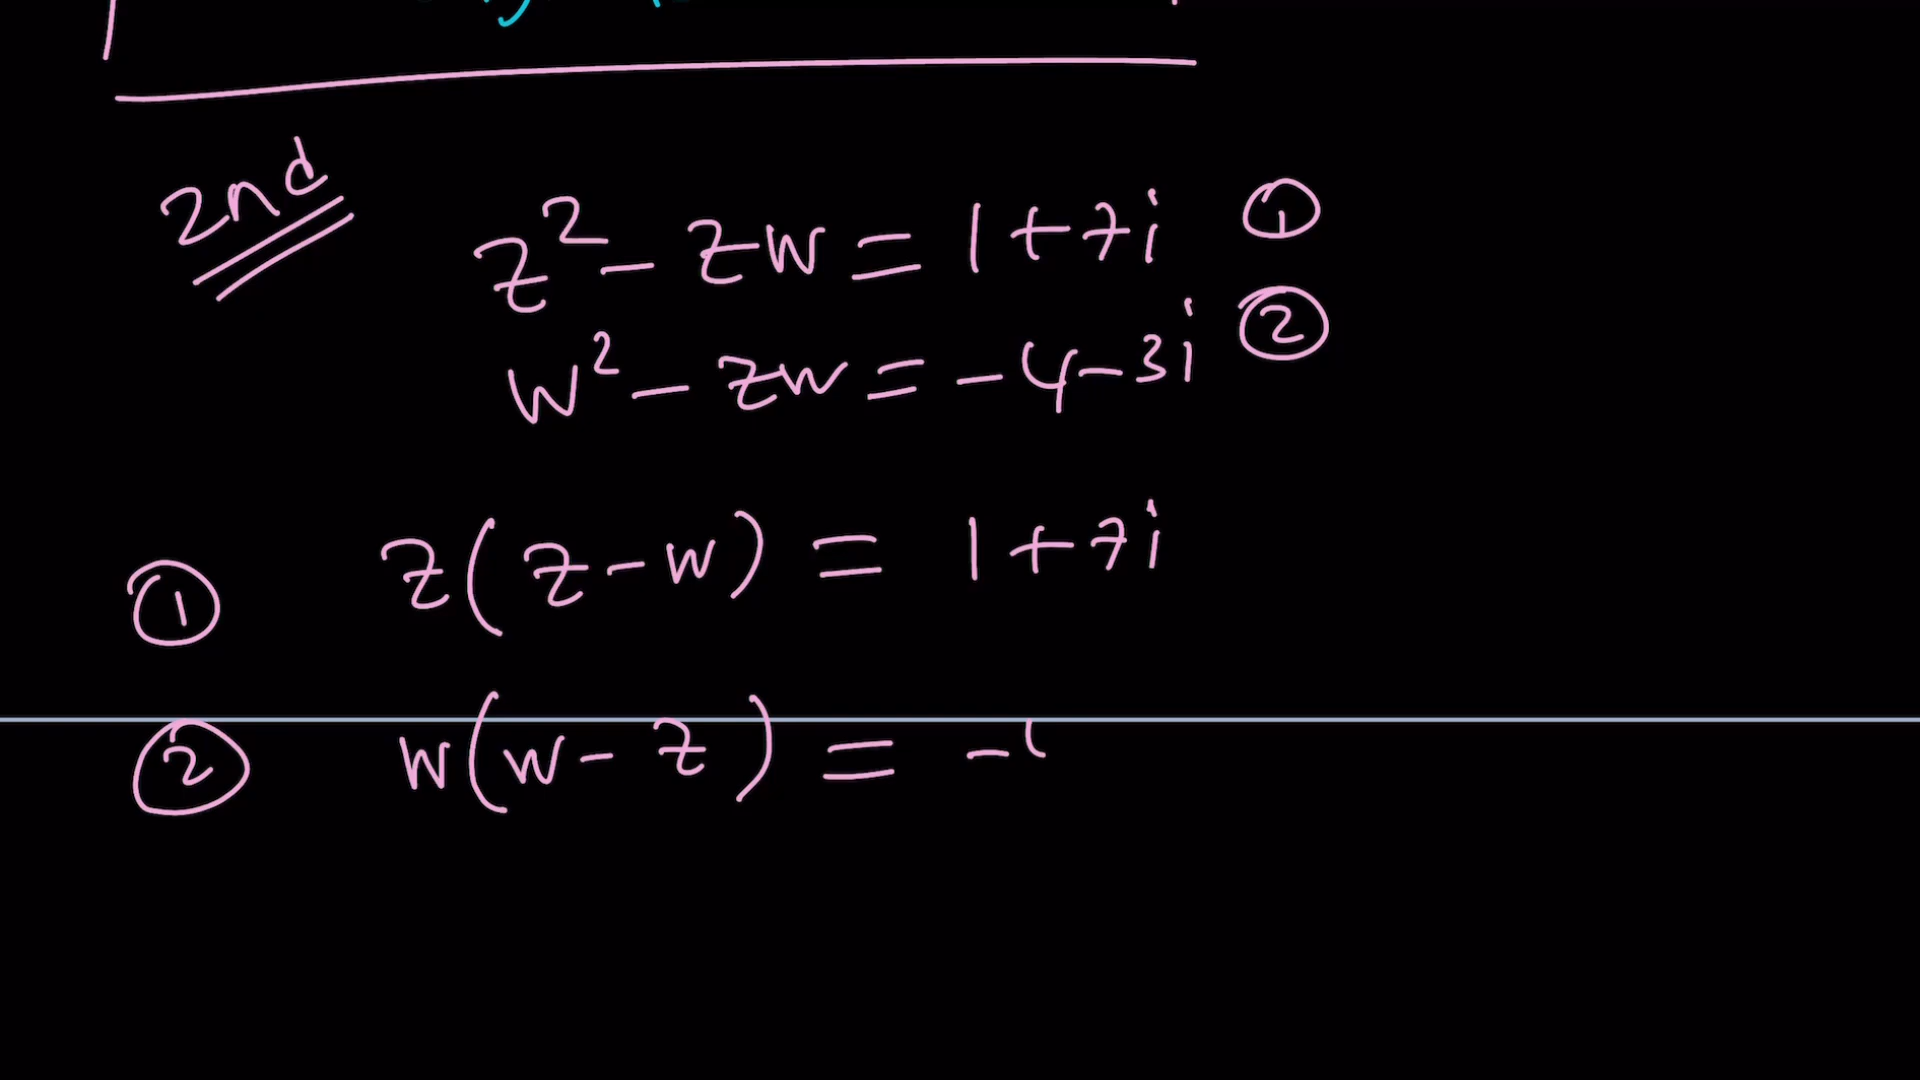 2nd
z² - zw = 1+7i ①
w² - zw = -4-3i ②
① z(z-w) = 1+7i
② w(w-z) = -